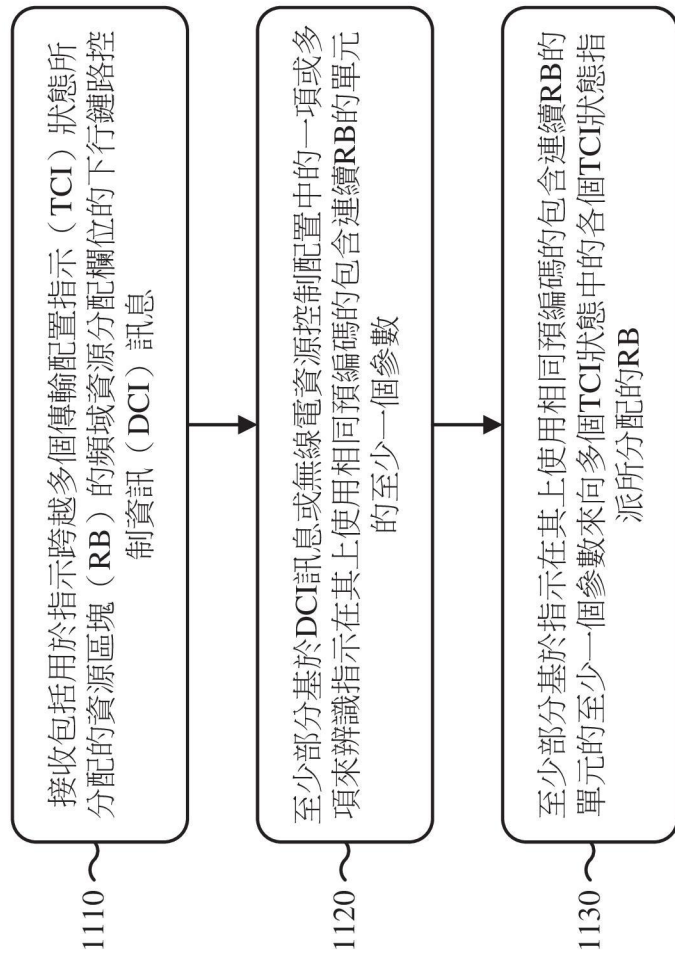 1110
接收包括用於指示跨越多個傳輸配置指示（TCI）狀態所
分配的資源區塊（RB）的頻域資源分配欄位的下行鏈路控
制資訊（DCI）訊息
1120
至少部分基於DCI訊息或無線電資源控制配置中的一項或多
項來辨識指示在其上使用相同預編碼的包含連續RB的單元
的至少一個參數
1130
至少部分基於指示在其上使用相同預編碼的包含連續RB的
單元的至少一個參數來向多個TCI狀態中的各個TCI狀態指
派所分配的RB